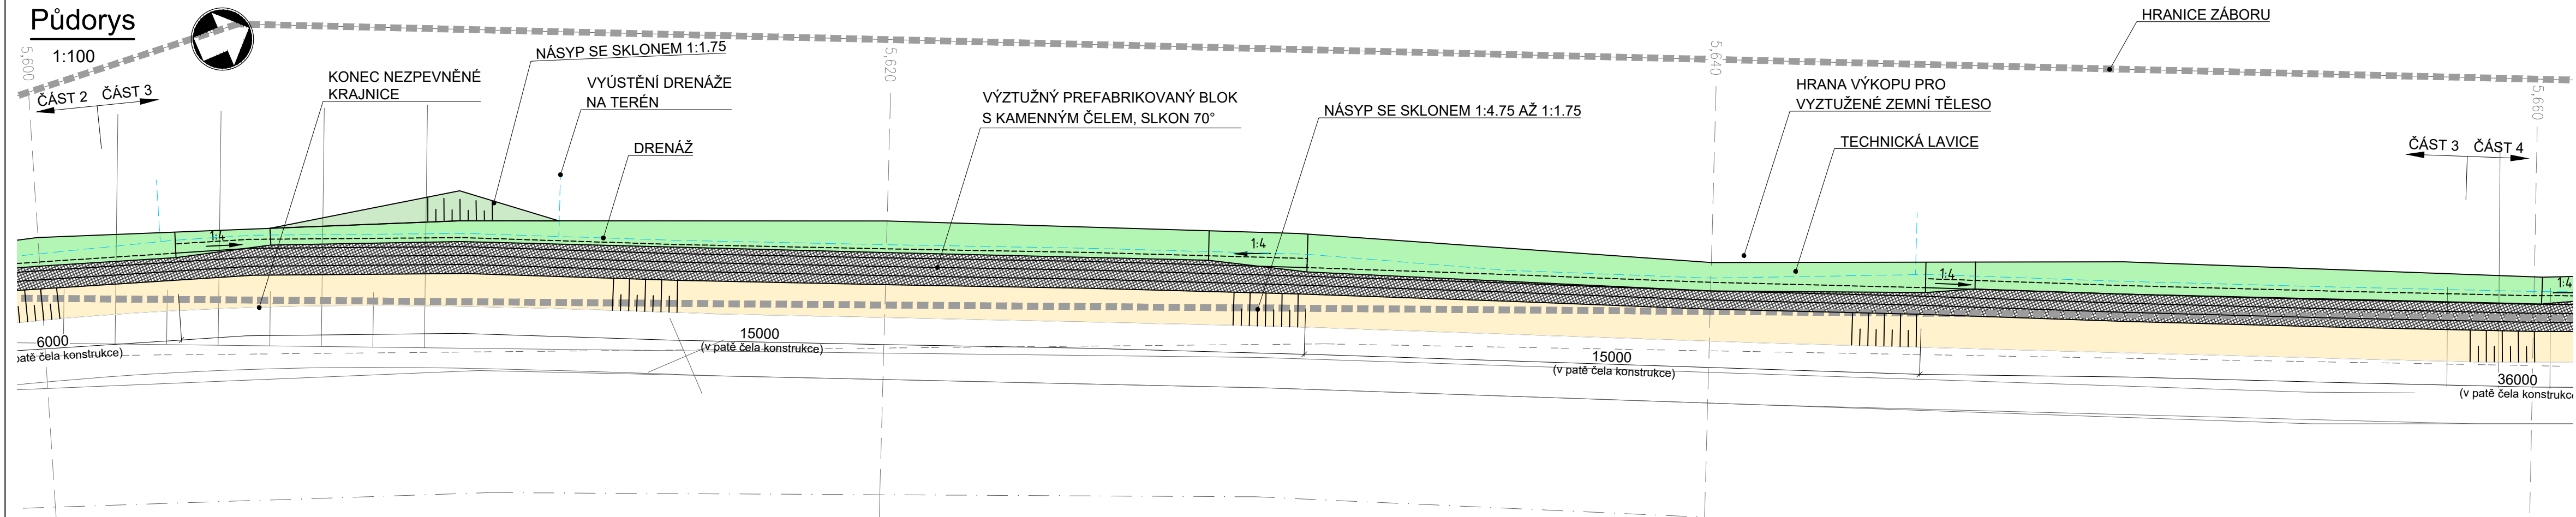 Půdorys
1:100
5,600
ČÁST 2
ČÁST 3
KONEC NEZPEVNĚNÉ
KRAJNICE
NÁSYP SE SKLONEM 1:1.75
VYÚSTĚNÍ DRENÁŽE
NA TERÉN
DRENÁŽ
5,620
VÝZTUŽNÝ PREFABRIKOVANÝ BLOK
S KAMENNÝM ČELEM, SLKON 70°
NÁSYP SE SKLONEM 1:4.75 AŽ 1:1.75
5,640
HRANICE ZÁBORU
HRANA VÝKOPU PRO
VYZTUŽENÉ ZEMNÍ TĚLESO
TECHNICKÁ LAVICE
5,660
ČÁST 3
ČÁST 4
1:4
1:4
1:4
1:4
6000
patě čela konstrukce)
15000
(v patě čela konstrukce)
15000
(v patě čela konstrukce)
36000
(v patě čela konstrukc